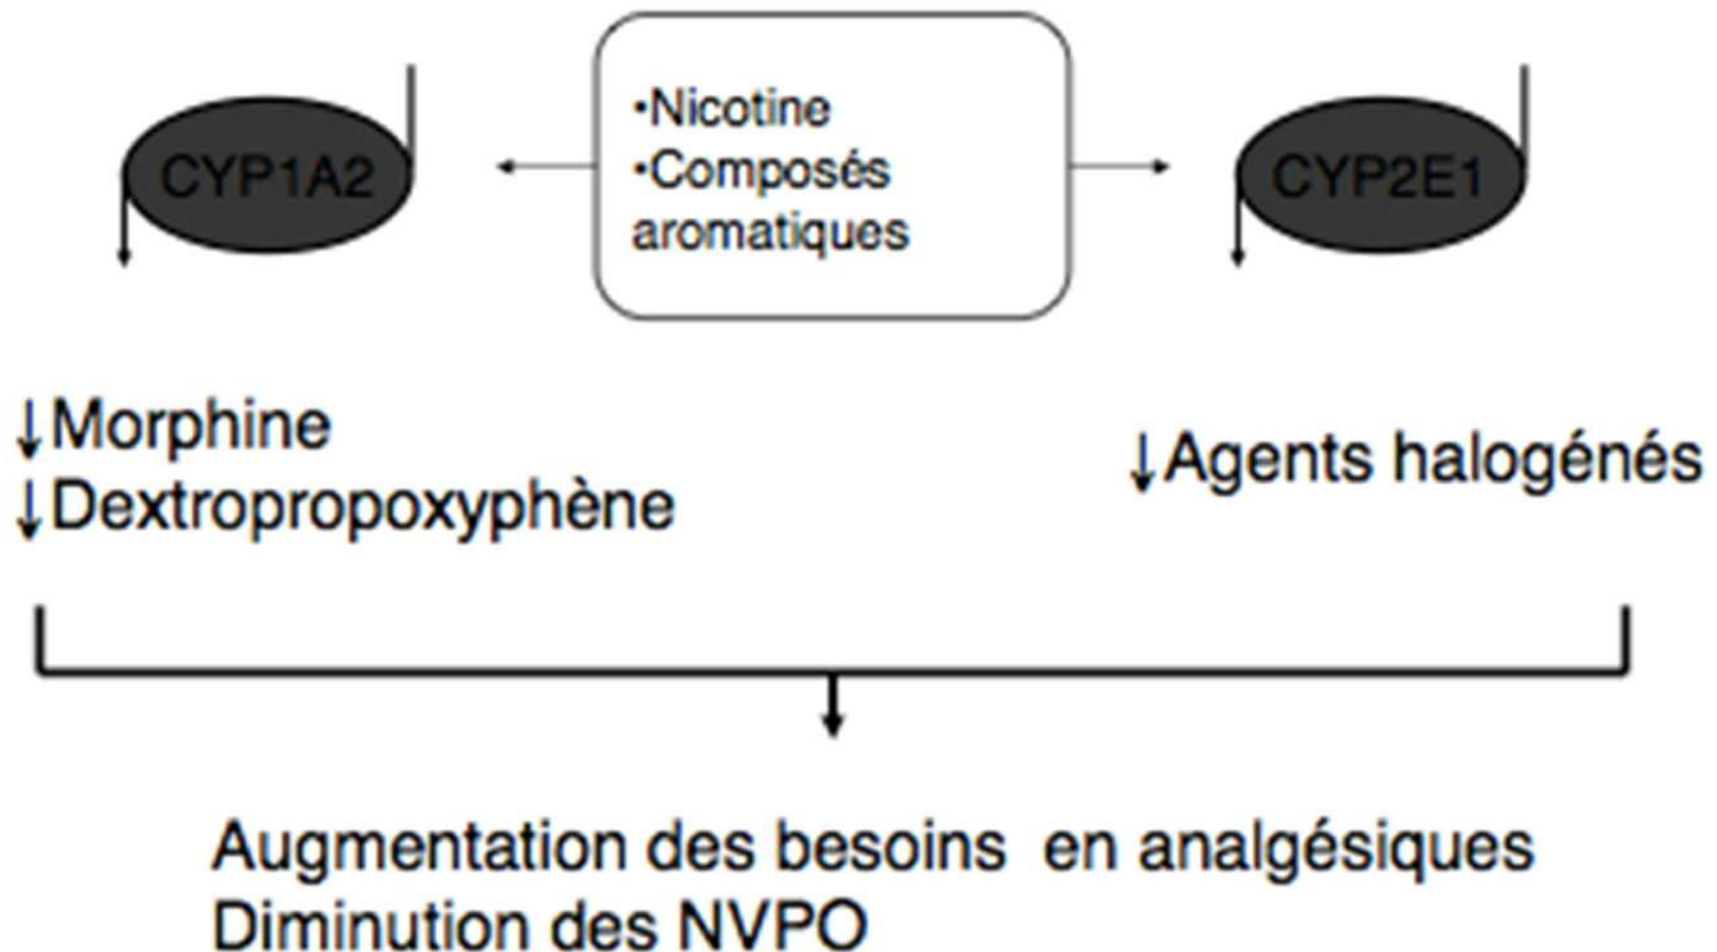 CYP1A2
•Nicotine
•Composés
aromatiques
CYP2E1
↓Morphine
↓Dextropropoxyphène
↓Agents halogénés
Augmentation des besoins en analgésiques
Diminution des NVPO